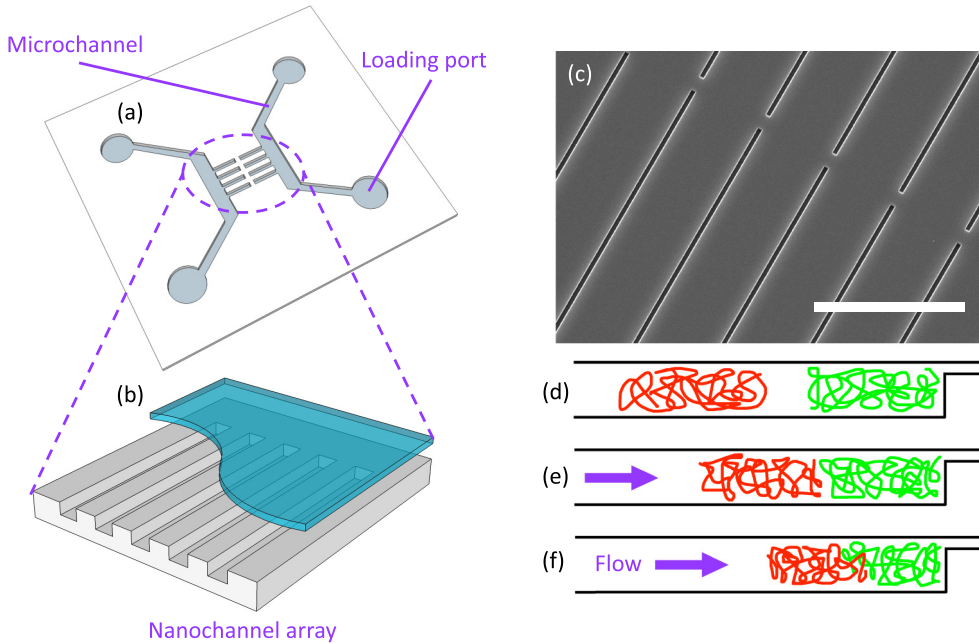 Microchannel
Loading port
(a)
(b)
Nanochannel array
(c)
(d)
(e)
(f)
Flow